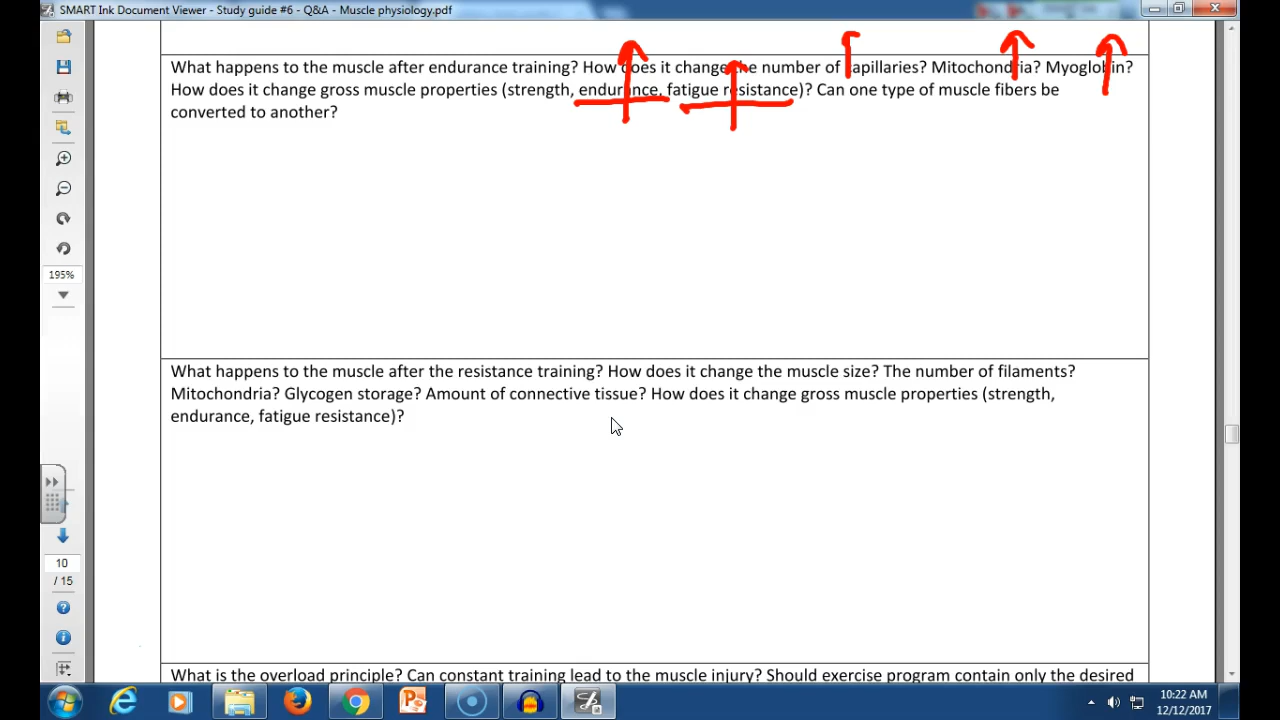 SMART Ink Document Viewer - Study guide #6 - Q&A - Muscle physiology.pdf
What happens to the muscle after endurance training? How does it change the number of capillaries? Mitochondria? Myoglobin?
How does it change gross muscle properties (strength, endurance, fatigue resistance)? Can one type of muscle fibers be
converted to another?
195%
What happens to the muscle after the resistance training? How does it change the muscle size? The number of filaments?
Mitochondria? Glycogen storage? Amount of connective tissue? How does it change gross muscle properties (strength,
endurance, fatigue resistance)?
10
/ 15
What is the overload principle? Can constant training lead to the muscle injury? Should exercise program contain only the desired
10:22 AM
12/12/2017